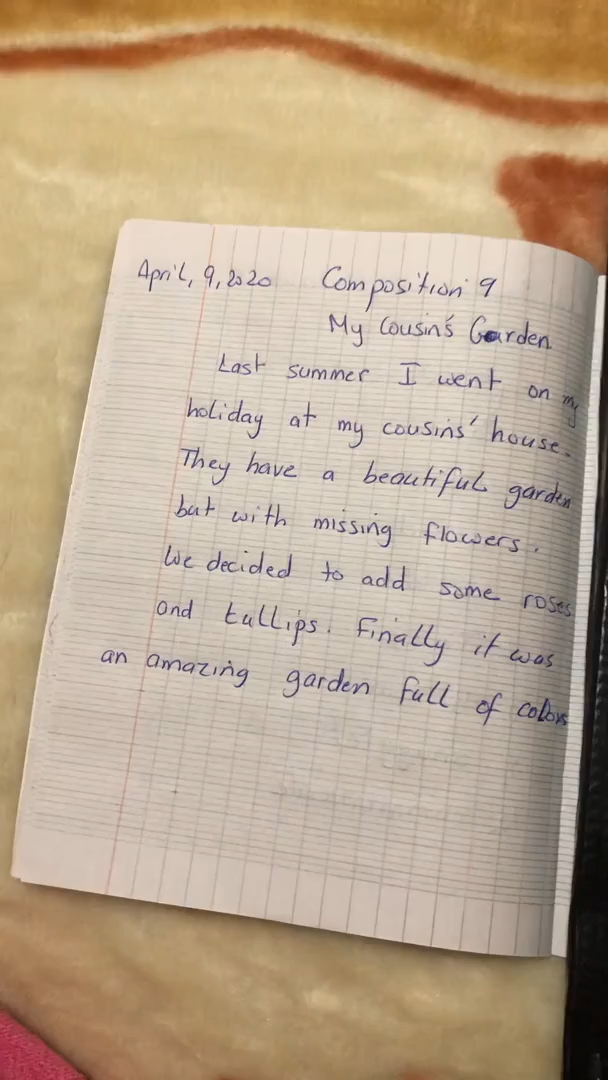 April, 9, 2020 Composition 9
My Cousin's Garden
Last summer I went on my
holiday at my cousins' house.
They have a beautiful garden
but with missing flowers.
We decided to add some roses
and tullips. Finally it was
an amazing garden full of colors